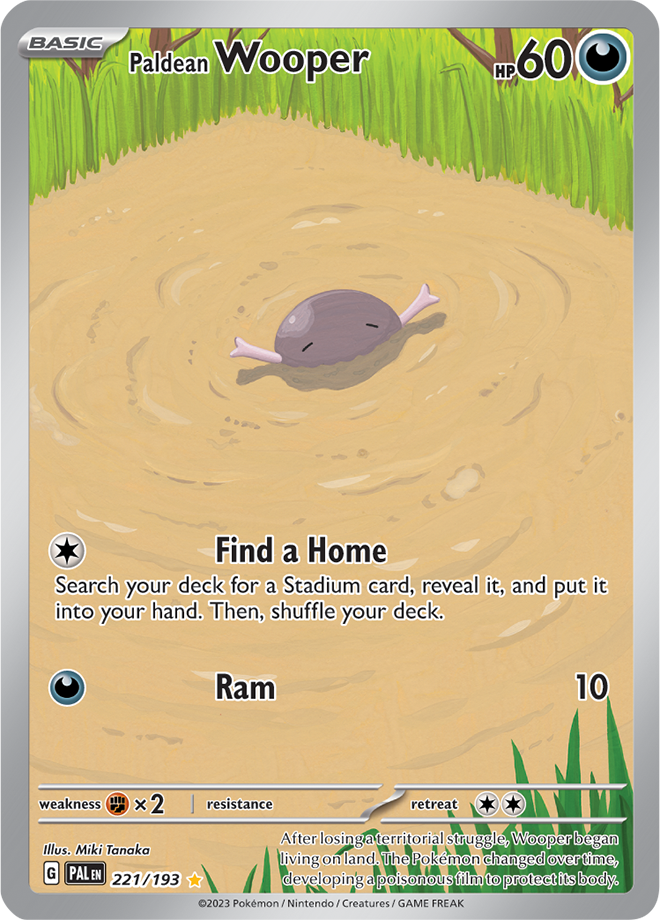 BASIC
Paldean Wooper HP60
Find a Home
Search your deck for a Stadium card, reveal it, and put it
into your hand. Then, shuffle your deck.
Ram 10
weakness ×2 resistance retreat
Illus. Miki Tanaka
G PAL EN 221/193
After losing a territorial struggle, Wooper began
living on land. The Pokémon changed over time,
developing a poisonous film to protect its body.
©2023 Pokémon / Nintendo / Creatures / GAME FREAK